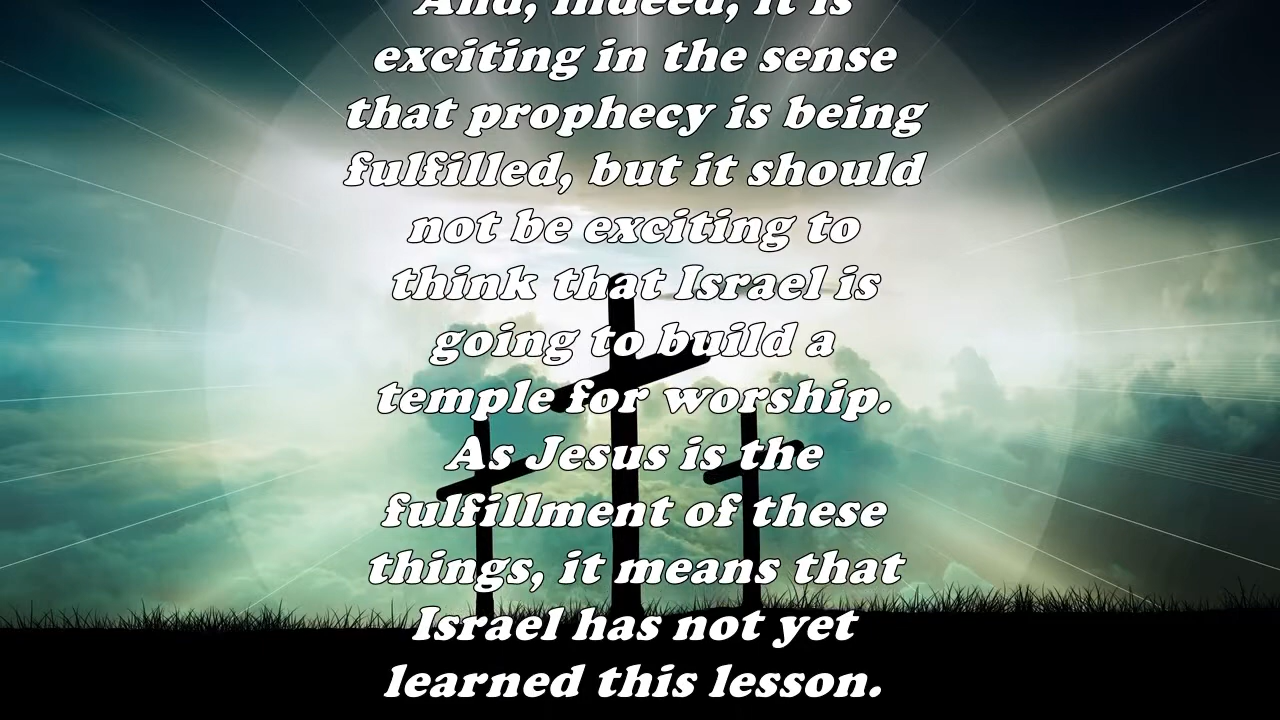 And, indeed, it is
exciting in the sense
that prophecy is being
fulfilled, but it should
not be exciting to
think that Israel is
going to build a
temple for worship.
As Jesus is the
fulfillment of these
things, it means that
Israel has not yet
learned this lesson.